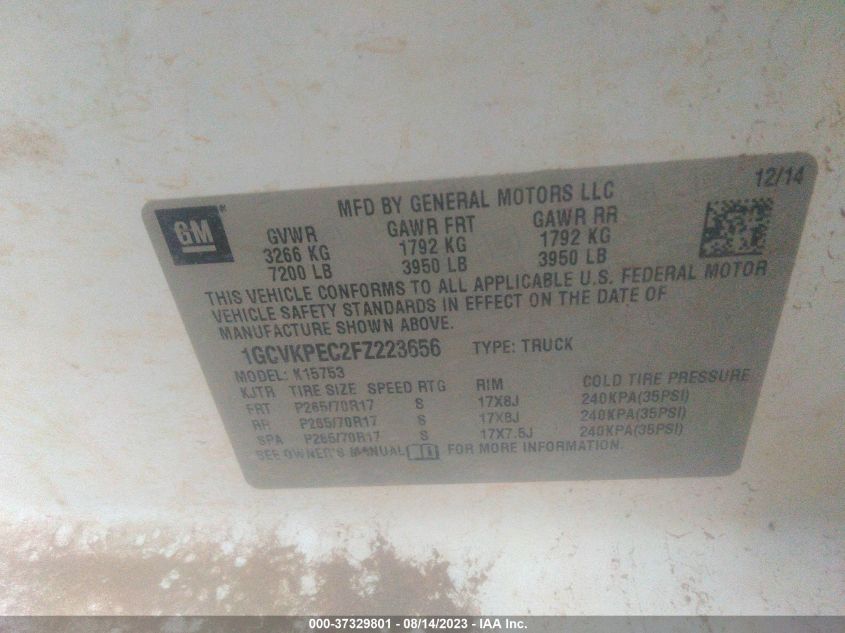 12/14
GM
MFD BY GENERAL MOTORS LLC
GVWR GAWR FRT GAWR RR
3266 KG 1792 KG 1792 KG
7200 LB 3950 LB 3950 LB
THIS VEHICLE CONFORMS TO ALL APPLICABLE U.S. FEDERAL MOTOR
VEHICLE SAFETY STANDARDS IN EFFECT ON THE DATE OF
MANUFACTURE SHOWN ABOVE.
1GCVKPEC2FZ223656 TYPE: TRUCK
MODEL: K15753
KJTR TIRE SIZE SPEED RTG RIM COLD TIRE PRESSURE
FRT P265/70R17 S 17X8J 240KPA(35PSI)
RR P265/70R17 S 17X8J 240KPA(35PSI)
SPA P265/70R17 S 17X7.5J 240KPA(35PSI)
SEE OWNER'S MANUAL FOR MORE INFORMATION.
000-37329801 - 08/14/2023 - IAA Inc.